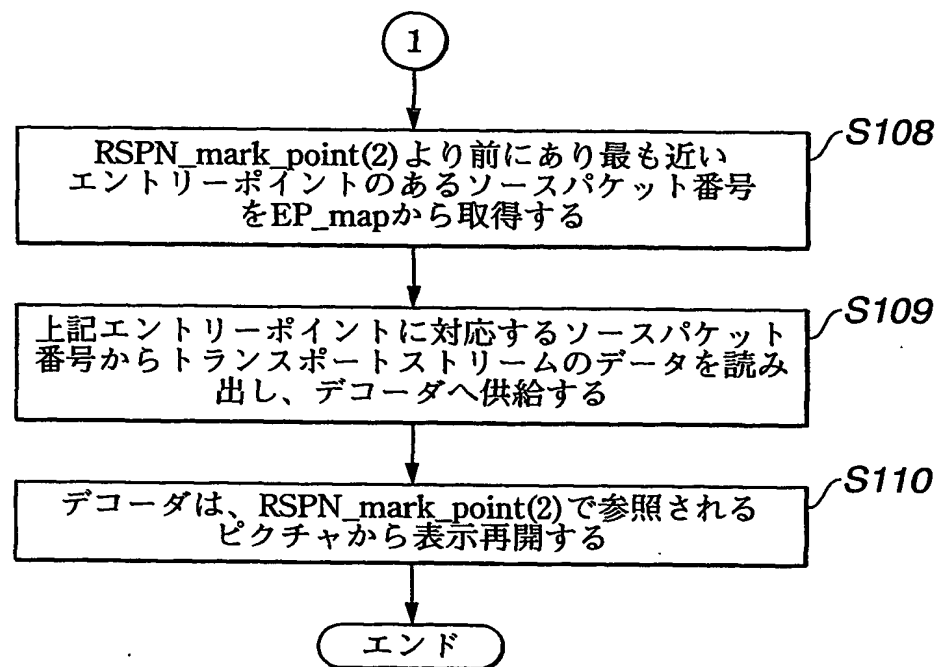 1
RSPN_mark_point(2)より前にあり最も近い
エントリーポイントのあるソースパケット番号
をEP_mapから取得する
S108
上記エントリーポイントに対応するソースパケット
番号からトランスポートストリームのデータを読み
出し、デコーダへ供給する
S109
デコーダは、RSPN_mark_point(2)で参照される
ピクチャから表示再開する
S110
エンド